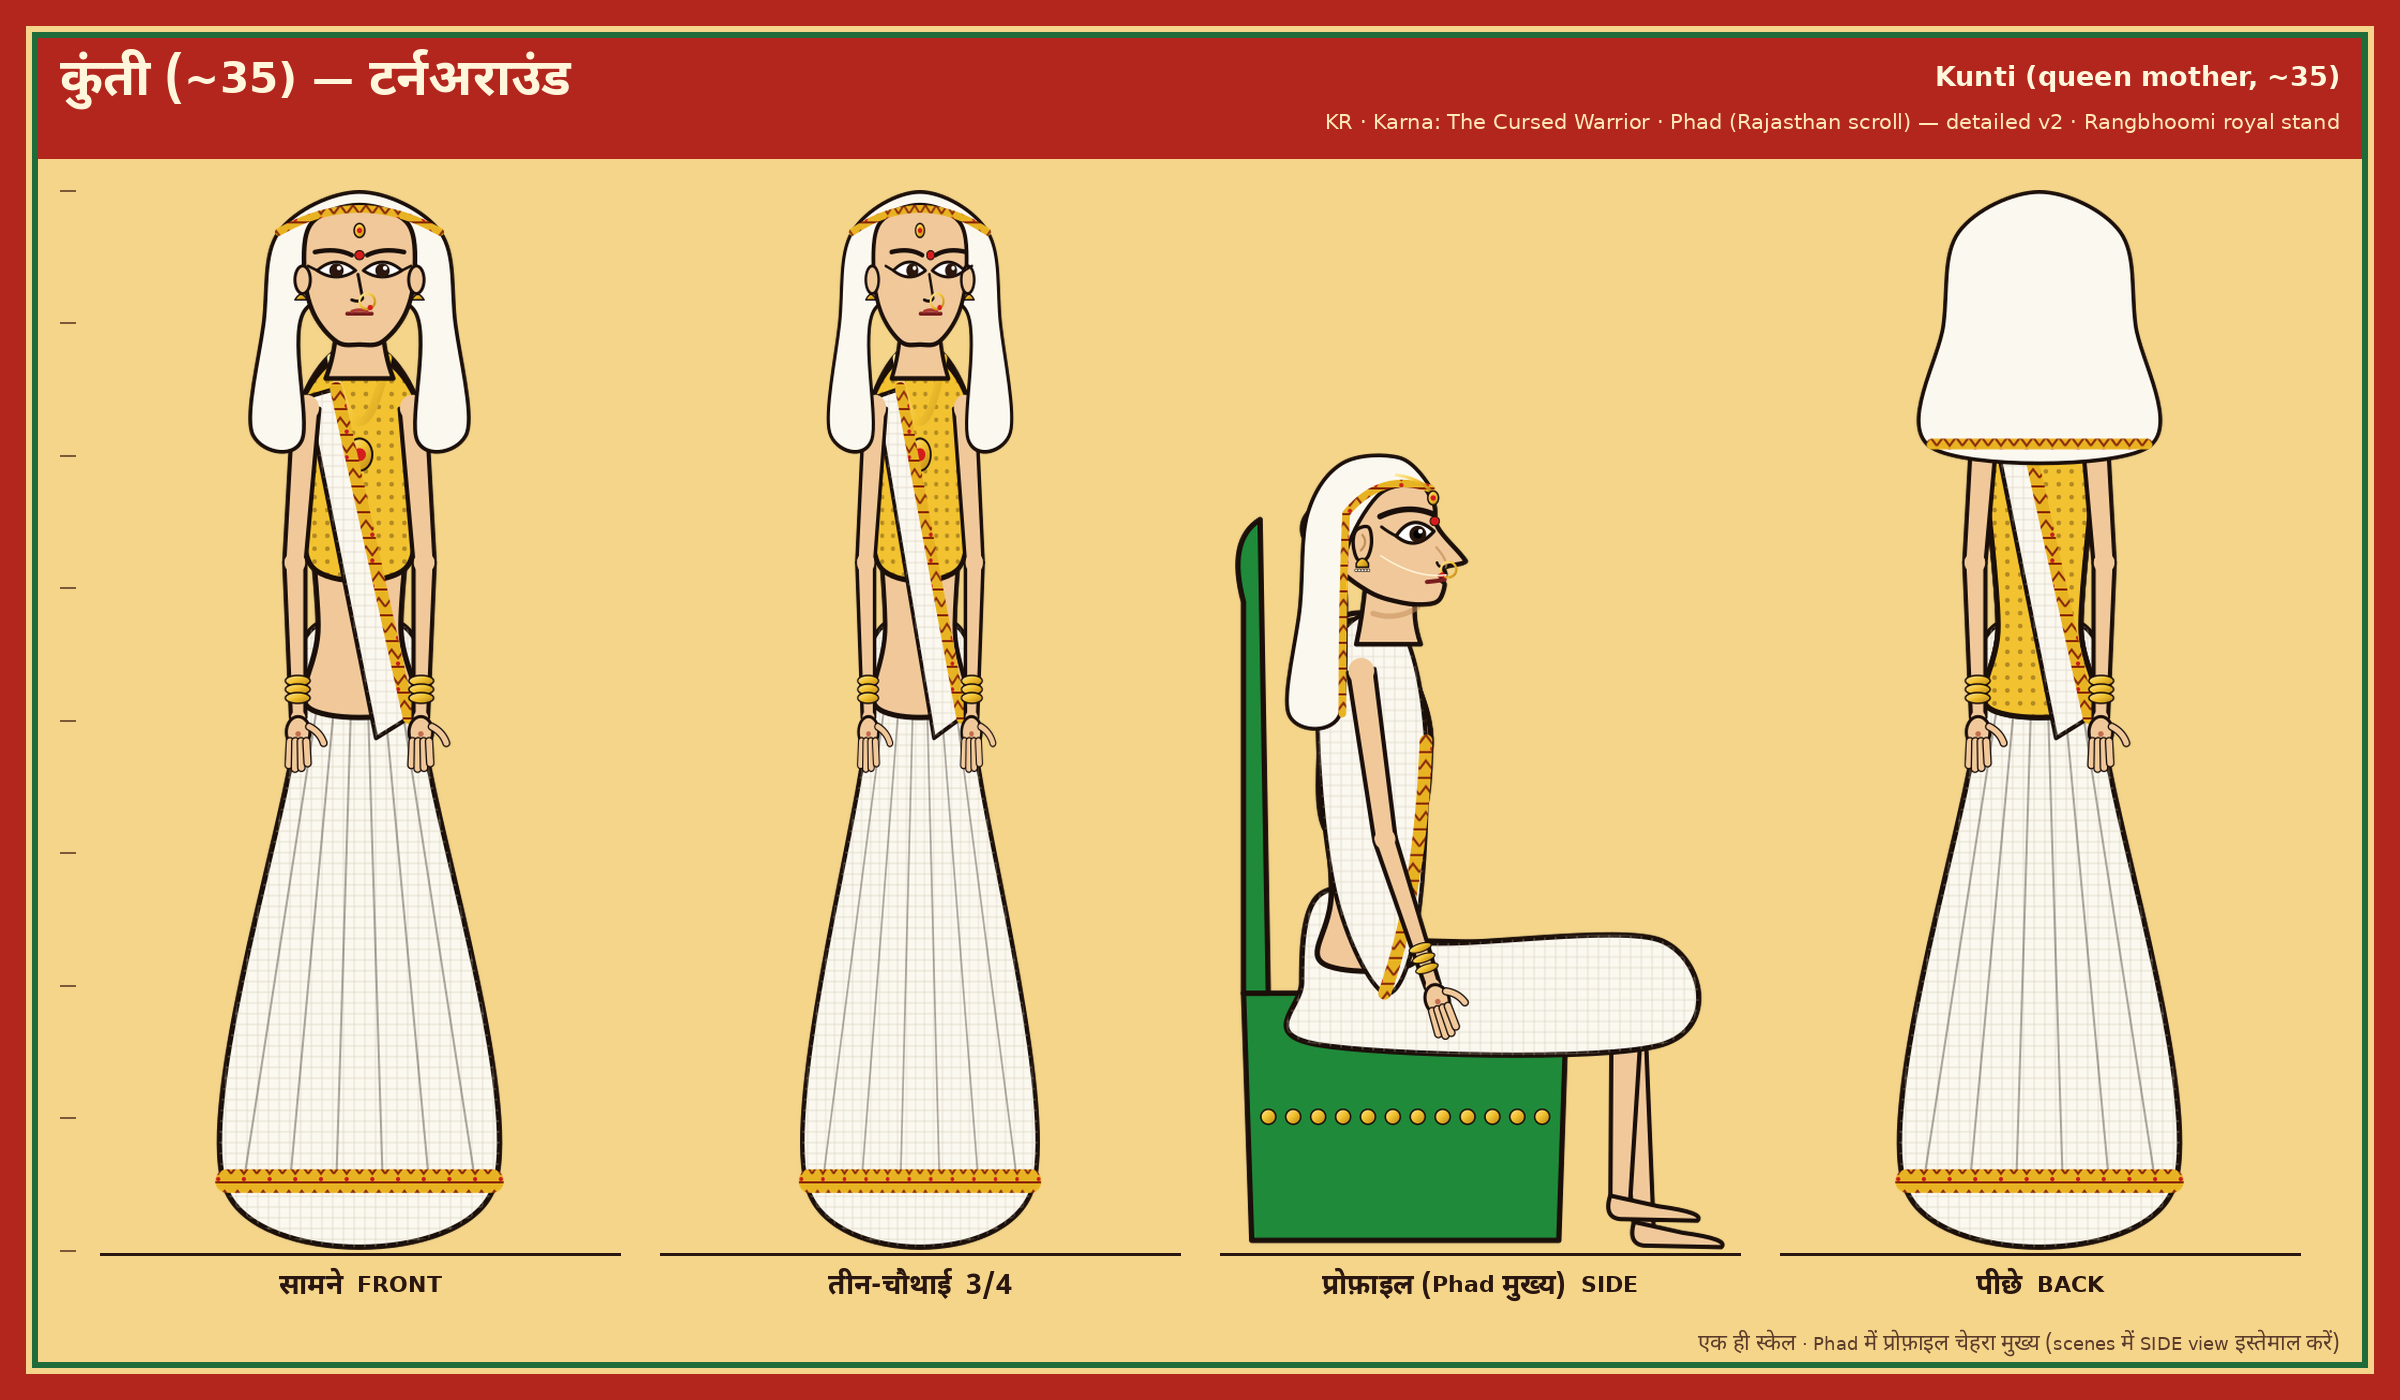 कुंती (~35) — टर्नअराउंड
Kunti (queen mother, ~35)
KR · Karna: The Cursed Warrior · Phad (Rajasthan scroll) — detailed v2 · Rangbhoomi royal stand
सामने FRONT
तीन-चौथाई 3/4
प्रोफ़ाइल (Phad मुख्य) SIDE
पीछे BACK
एक ही स्केल · Phad में प्रोफ़ाइल चेहरा मुख्य (scenes में SIDE view इस्तेमाल करें)